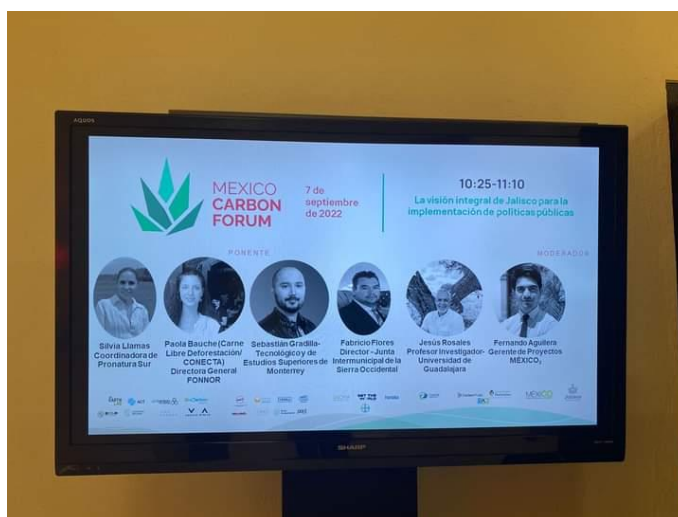 AQUOS
MEXICO
CARBON
FORUM
7 de
septiembre
de 2022
10:25-11:10
La visión integral de Jalisco para la
implementación de políticas públicas
PONENTE
MODERADOR
Silvia Llamas
Coordinadora de
Pronatura Sur
Paola Bauche (Carne
Libre Deforestación/
CONECTA)
Directora General
FONNOR
Sebastián Gradilla-
Tecnológico y de
Estudios Superiores de
Monterrey
Fabricio Flores
Director -Junta
Intermunicipal de la
Sierra Occidental
Jesús Rosales
Profesor Investigador-
Universidad de
Guadalajara
Fernando Aguilera
Gerente de Proyectos
MÉXICO₂
MÉXICO
SHARP